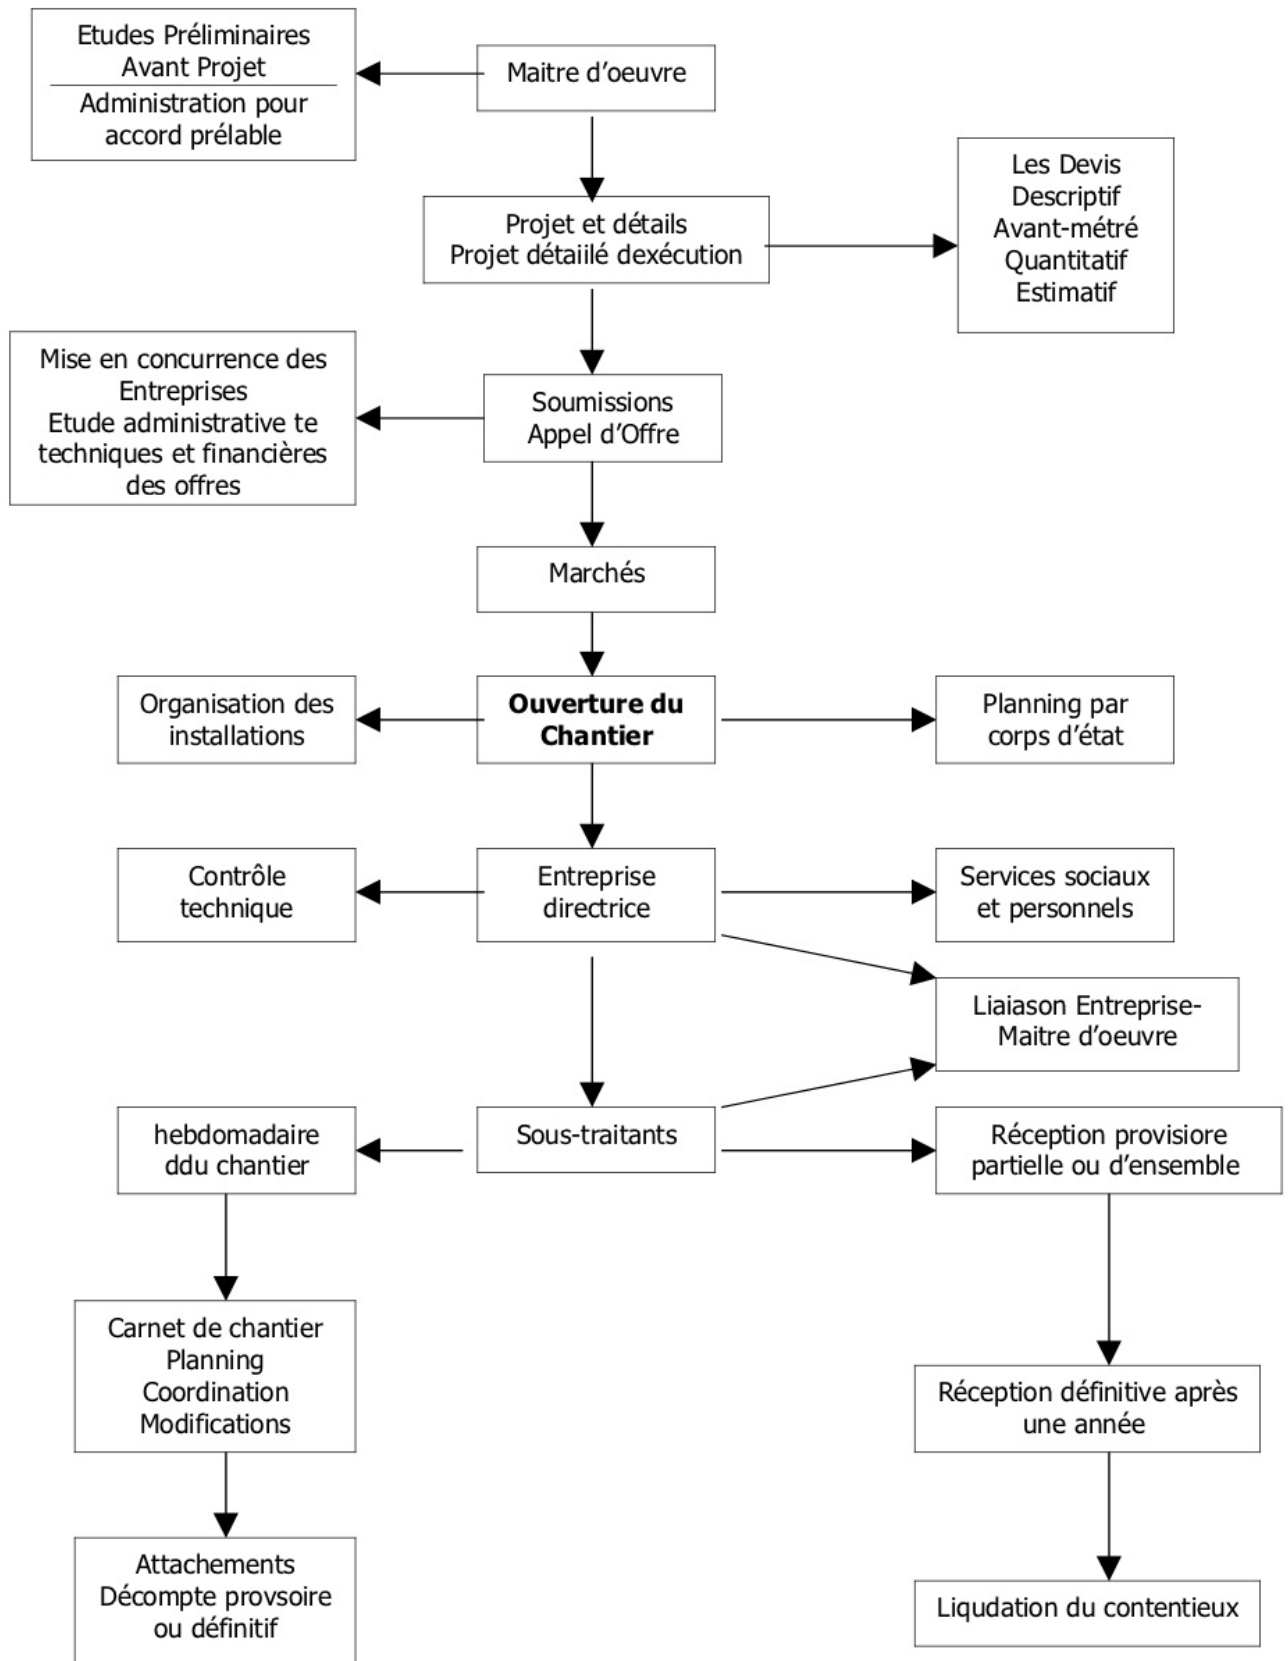 Etudes Préliminaires
Avant Projet
Administration pour
accord prélable
Maitre d'oeuvre
Les Devis
Descriptif
Avant-métré
Quantitatif
Estimatif
Projet et détails
Projet détaiilé dexécution
Mise en concurrence des
Entreprises
Etude administrative te
techniques et financières
des offres
Soumissions
Appel d'Offre
Marchés
Organisation des
installations
Ouverture du
Chantier
Planning par
corps d'état
Contrôle
technique
Entreprise
directrice
Services sociaux
et personnels
Liaiason Entreprise-
Maitre d'oeuvre
hebdomadaire
ddu chantier
Sous-traitants
Réception provisiore
partielle ou d'ensemble
Carnet de chantier
Planning
Coordination
Modifications
Réception définitive après
une année
Attachements
Décompte provsoire
ou définitif
Liqudation du contentieux